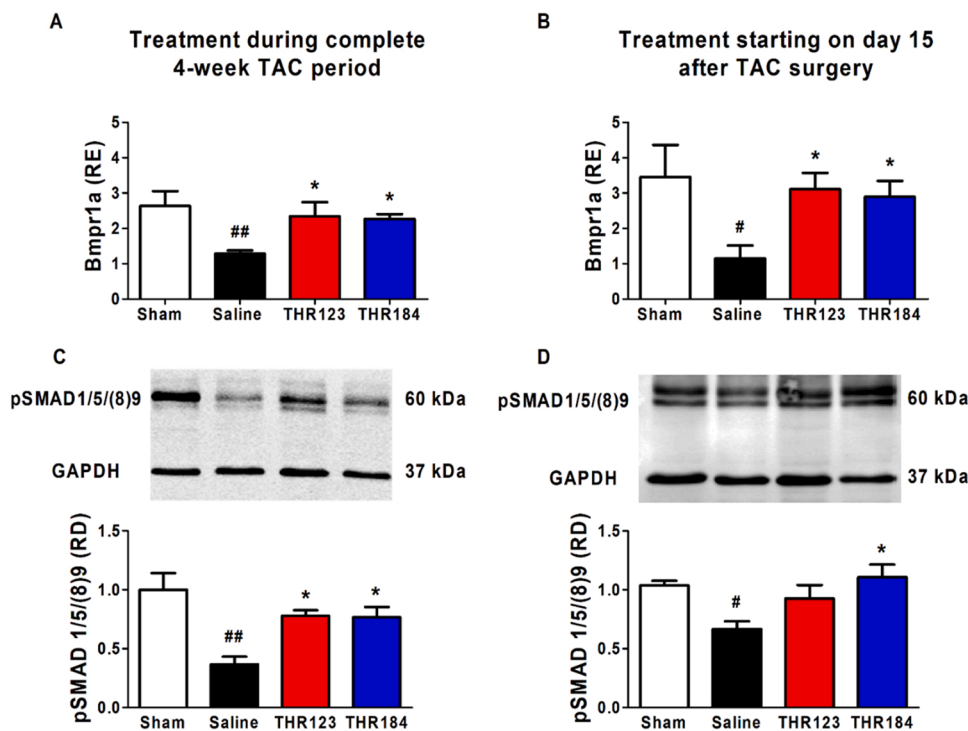 A
Treatment during complete
4-week TAC period
Bmpr1a (RE)
5
4
3
2
1
0
##
*
*
Sham Saline THR123 THR184
B
Treatment starting on day 15
after TAC surgery
Bmpr1a (RE)
5
4
3
2
1
0
#
*
*
Sham Saline THR123 THR184
C
pSMAD1/5/(8)9 60 kDa
GAPDH 37 kDa
pSMAD 1/5/(8)9 (RD)
1.5
1.0
0.5
0.0
##
*
*
Sham Saline THR123 THR184
D
pSMAD1/5/(8)9 60 kDa
GAPDH 37 kDa
pSMAD 1/5/(8)9 (RD)
1.5
1.0
0.5
0.0
#
*
Sham Saline THR123 THR184